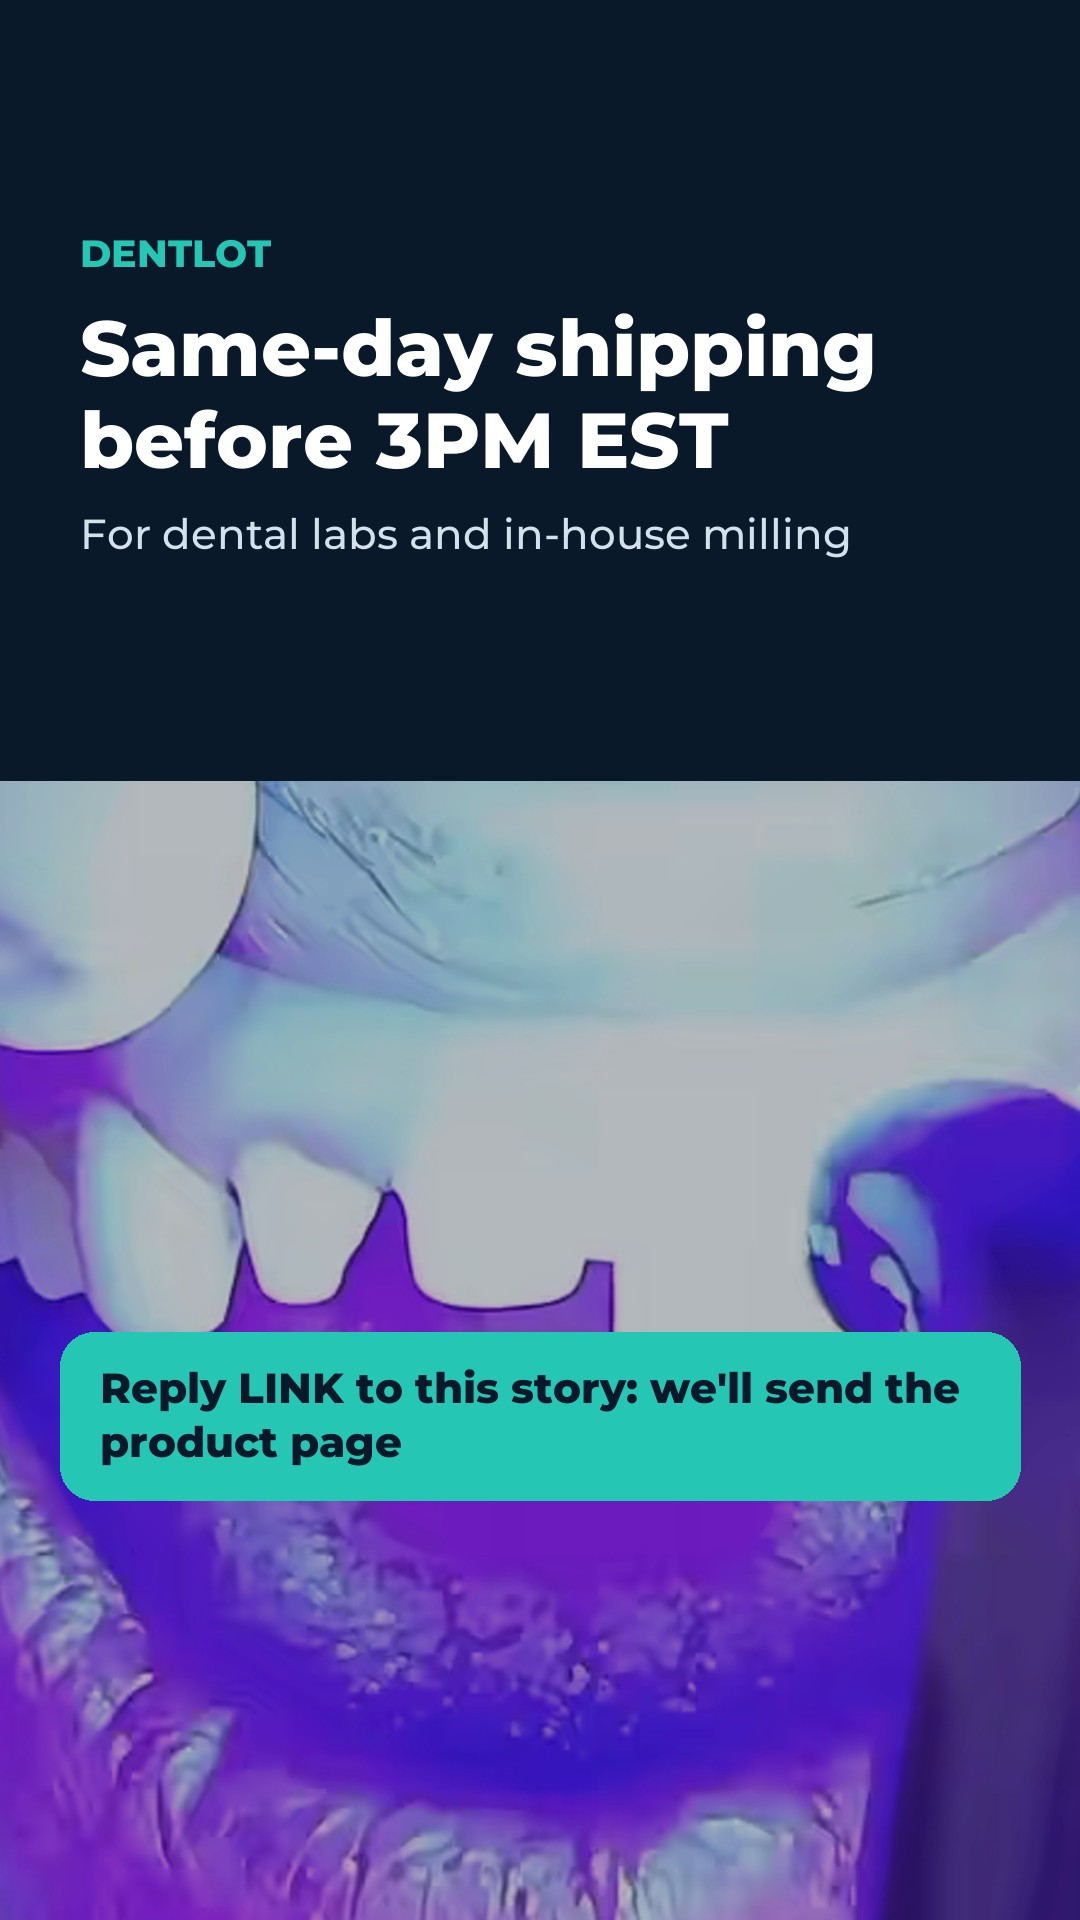 DENTLOT
Same-day shipping
before 3PM EST
For dental labs and in-house milling
Reply LINK to this story: we'll send the
product page